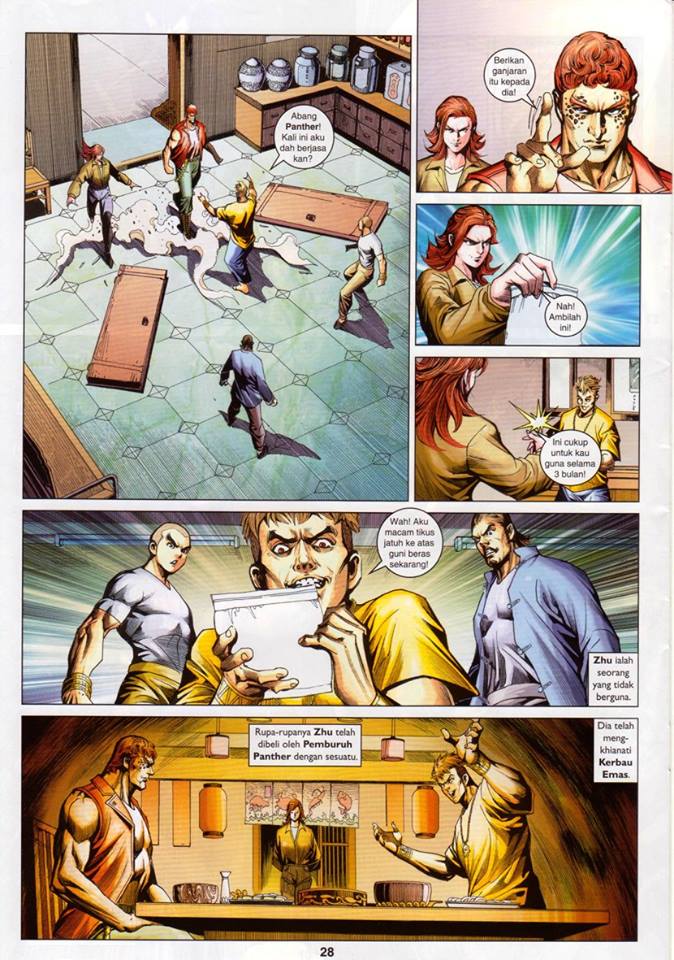 Abang
Panther!
Kali ini aku
dah berjasa
kan?
Berikan
ganjaran
itu kepada
dia!
Nah!
Ambilah
ini!
Ini cukup
untuk kau
guna selama
3 bulan!
Wah! Aku
macam tikus
jatuh ke atas
guni beras
sekarang!
Zhu ialah
seorang
yang tidak
berguna.
Rupa-rupanya Zhu telah
dibeli oleh Pemburuh
Panther dengan sesuatu.
Dia telah
meng-
khianati
Kerbau
Emas.
28